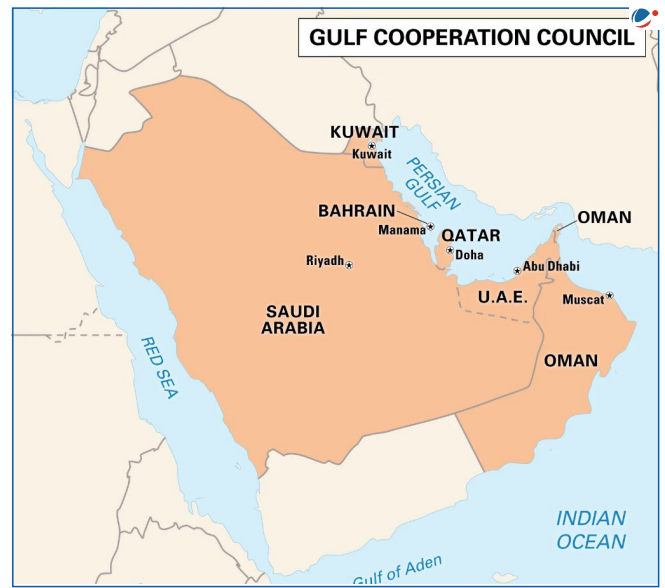 GULF COOPERATION COUNCIL
KUWAIT
Kuwait
PERSIAN
GULF
BAHRAIN
Manama
QATAR
Doha
OMAN
Riyadh
Abu Dhabi
U.A.E.
Muscat
SAUDI
ARABIA
OMAN
RED SEA
INDIAN
OCEAN
Gulf of Aden